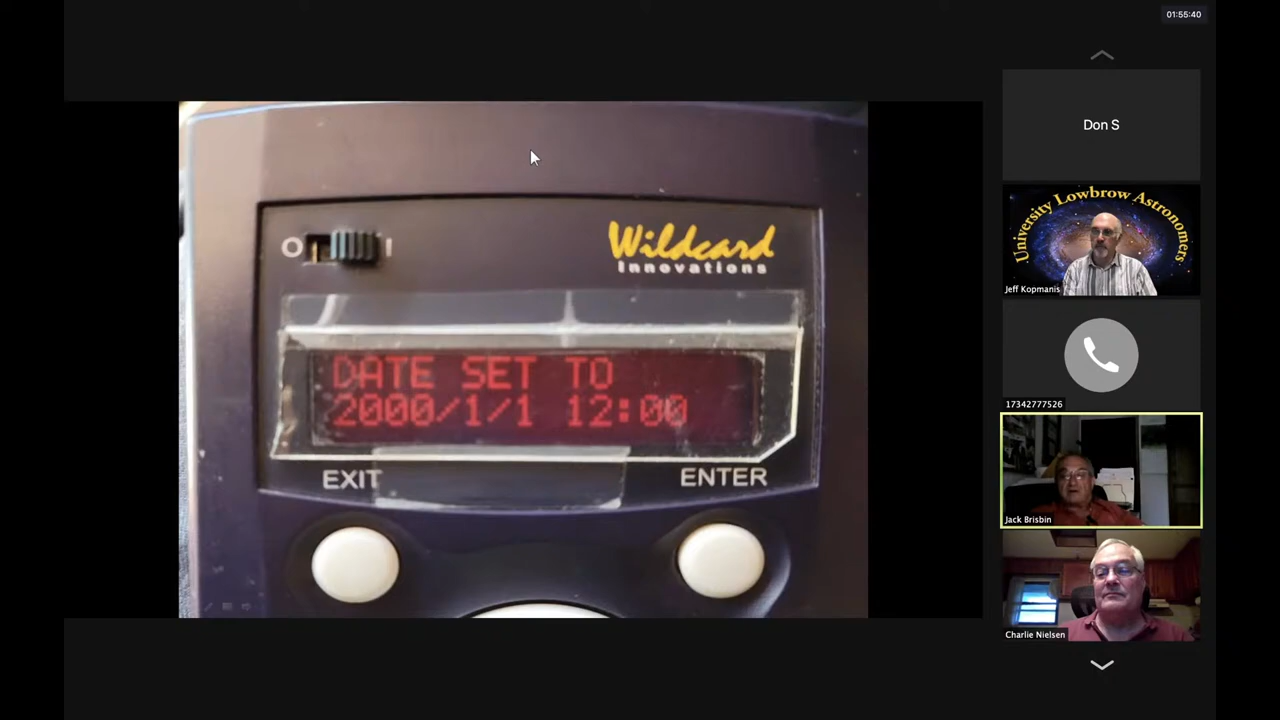 01:55:40
Don S
University Lowbrow Astronomers
Jeff Kopmanis
17342777526
Jack Brisbin
Charlie Nielsen
O I
Wildcard
Innovations
DATE SET TO
2000/1/1 12:00
EXIT ENTER